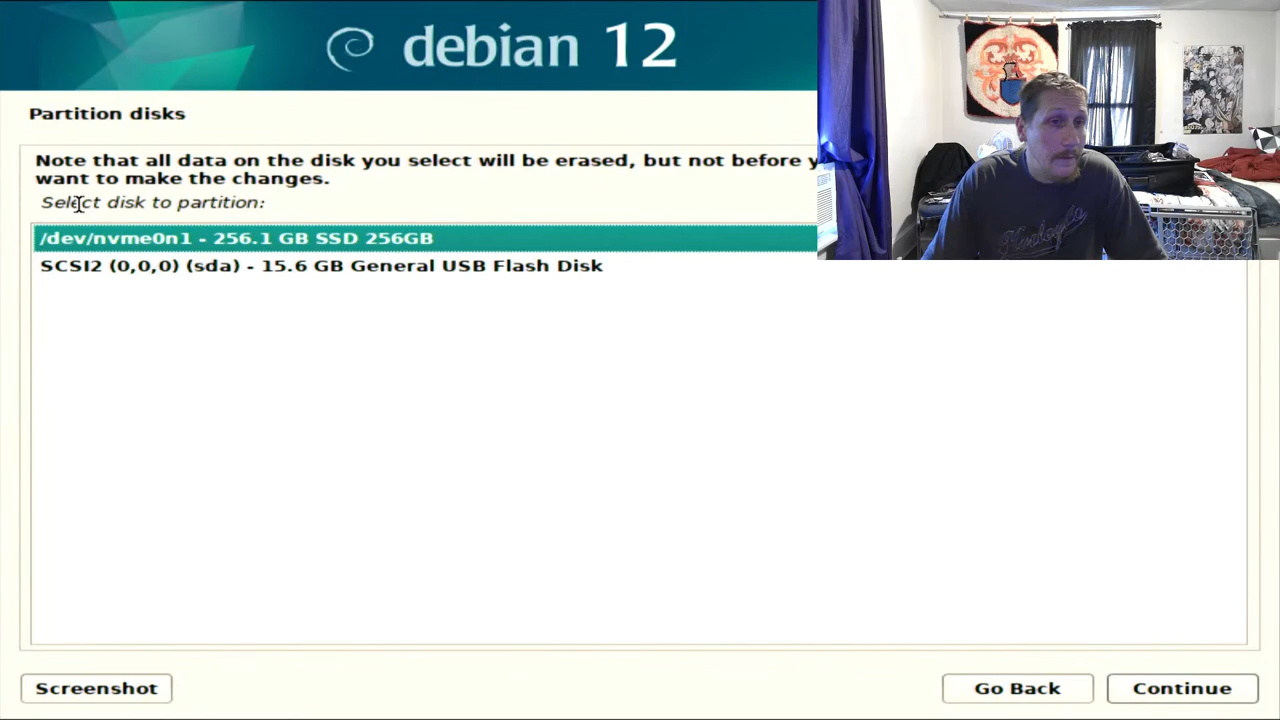 debian 12
Partition disks
Note that all data on the disk you select will be erased, but not before
want to make the changes.
Select disk to partition:
/dev/nvme0n1 - 256.1 GB SSD 256GB
SCSI2 (0,0,0) (sda) - 15.6 GB General USB Flash Disk
Screenshot
Go Back
Continue